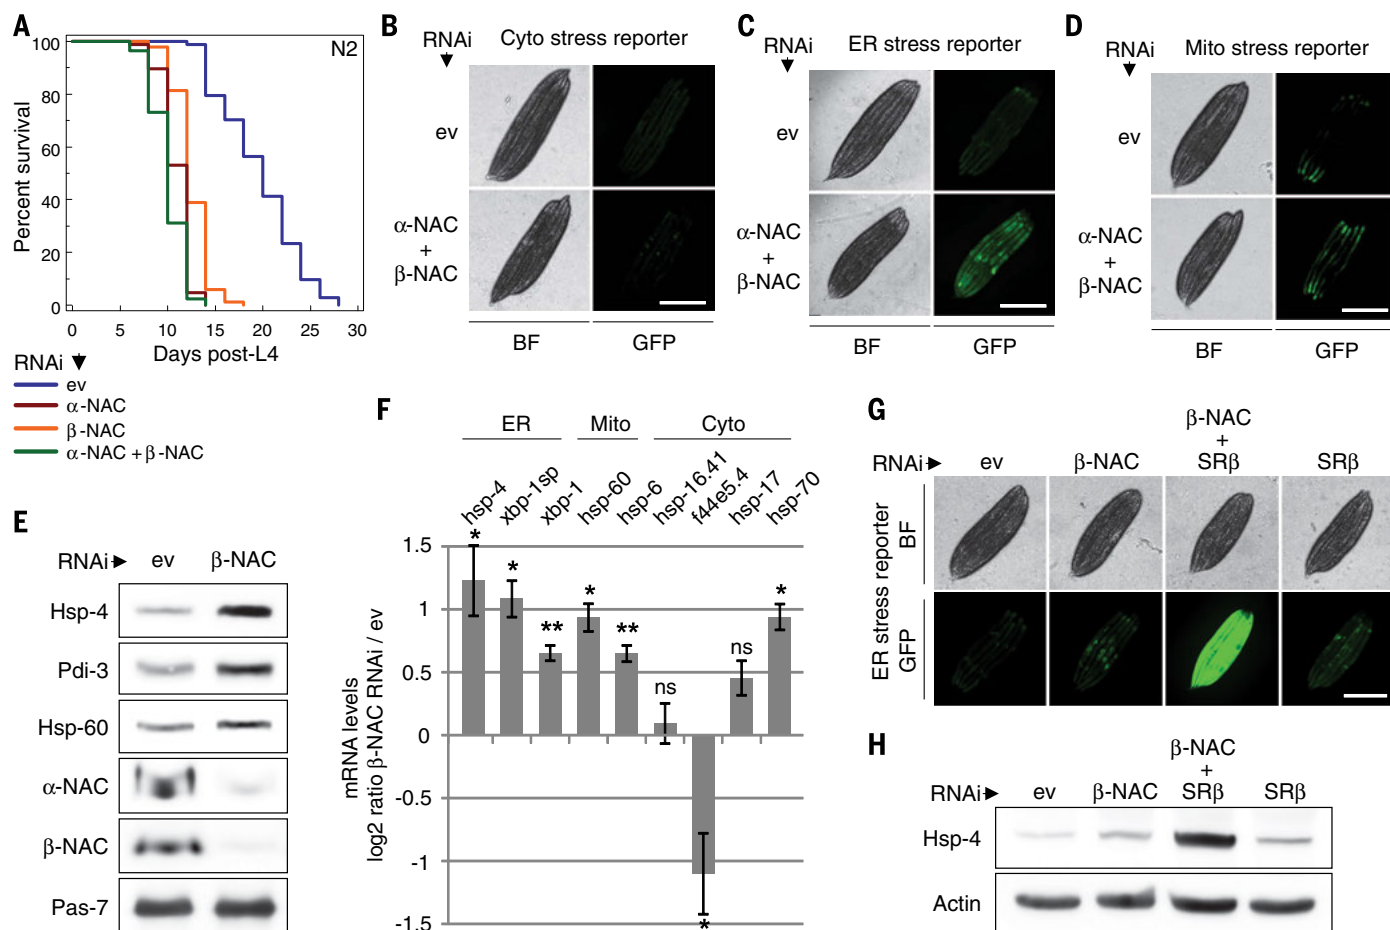 A
N2
100
80
60
40
20
0
Percent survival
0 5 10 15 20 25 30
Days post-L4
RNAi
ev
α-NAC
β-NAC
α-NAC + β-NAC
B
RNAi
Cyto stress reporter
ev
α-NAC
+
β-NAC
BF GFP
C
RNAi
ER stress reporter
ev
α-NAC
+
β-NAC
BF GFP
D
RNAi
Mito stress reporter
ev
α-NAC
+
β-NAC
BF GFP
E
RNAi ev β-NAC
Hsp-4
Pdi-3
Hsp-60
α-NAC
β-NAC
Pas-7
F
ER Mito Cyto
hsp-4 xbp-1sp xbp-1 hsp-60 hsp-6 hsp-16.41 f44e5.4 hsp-17 hsp-70
* * ** * ** ns * ns *
1.5
1
0.5
0
-0.5
-1
-1.5
mRNA levels
log2 ratio β-NAC RNAi / ev
G
RNAi
ev
β-NAC
β-NAC
+
SRβ
SRβ
ER stress reporter
BF
GFP
H
RNAi
ev
β-NAC
β-NAC
+
SRβ
SRβ
Hsp-4
Actin